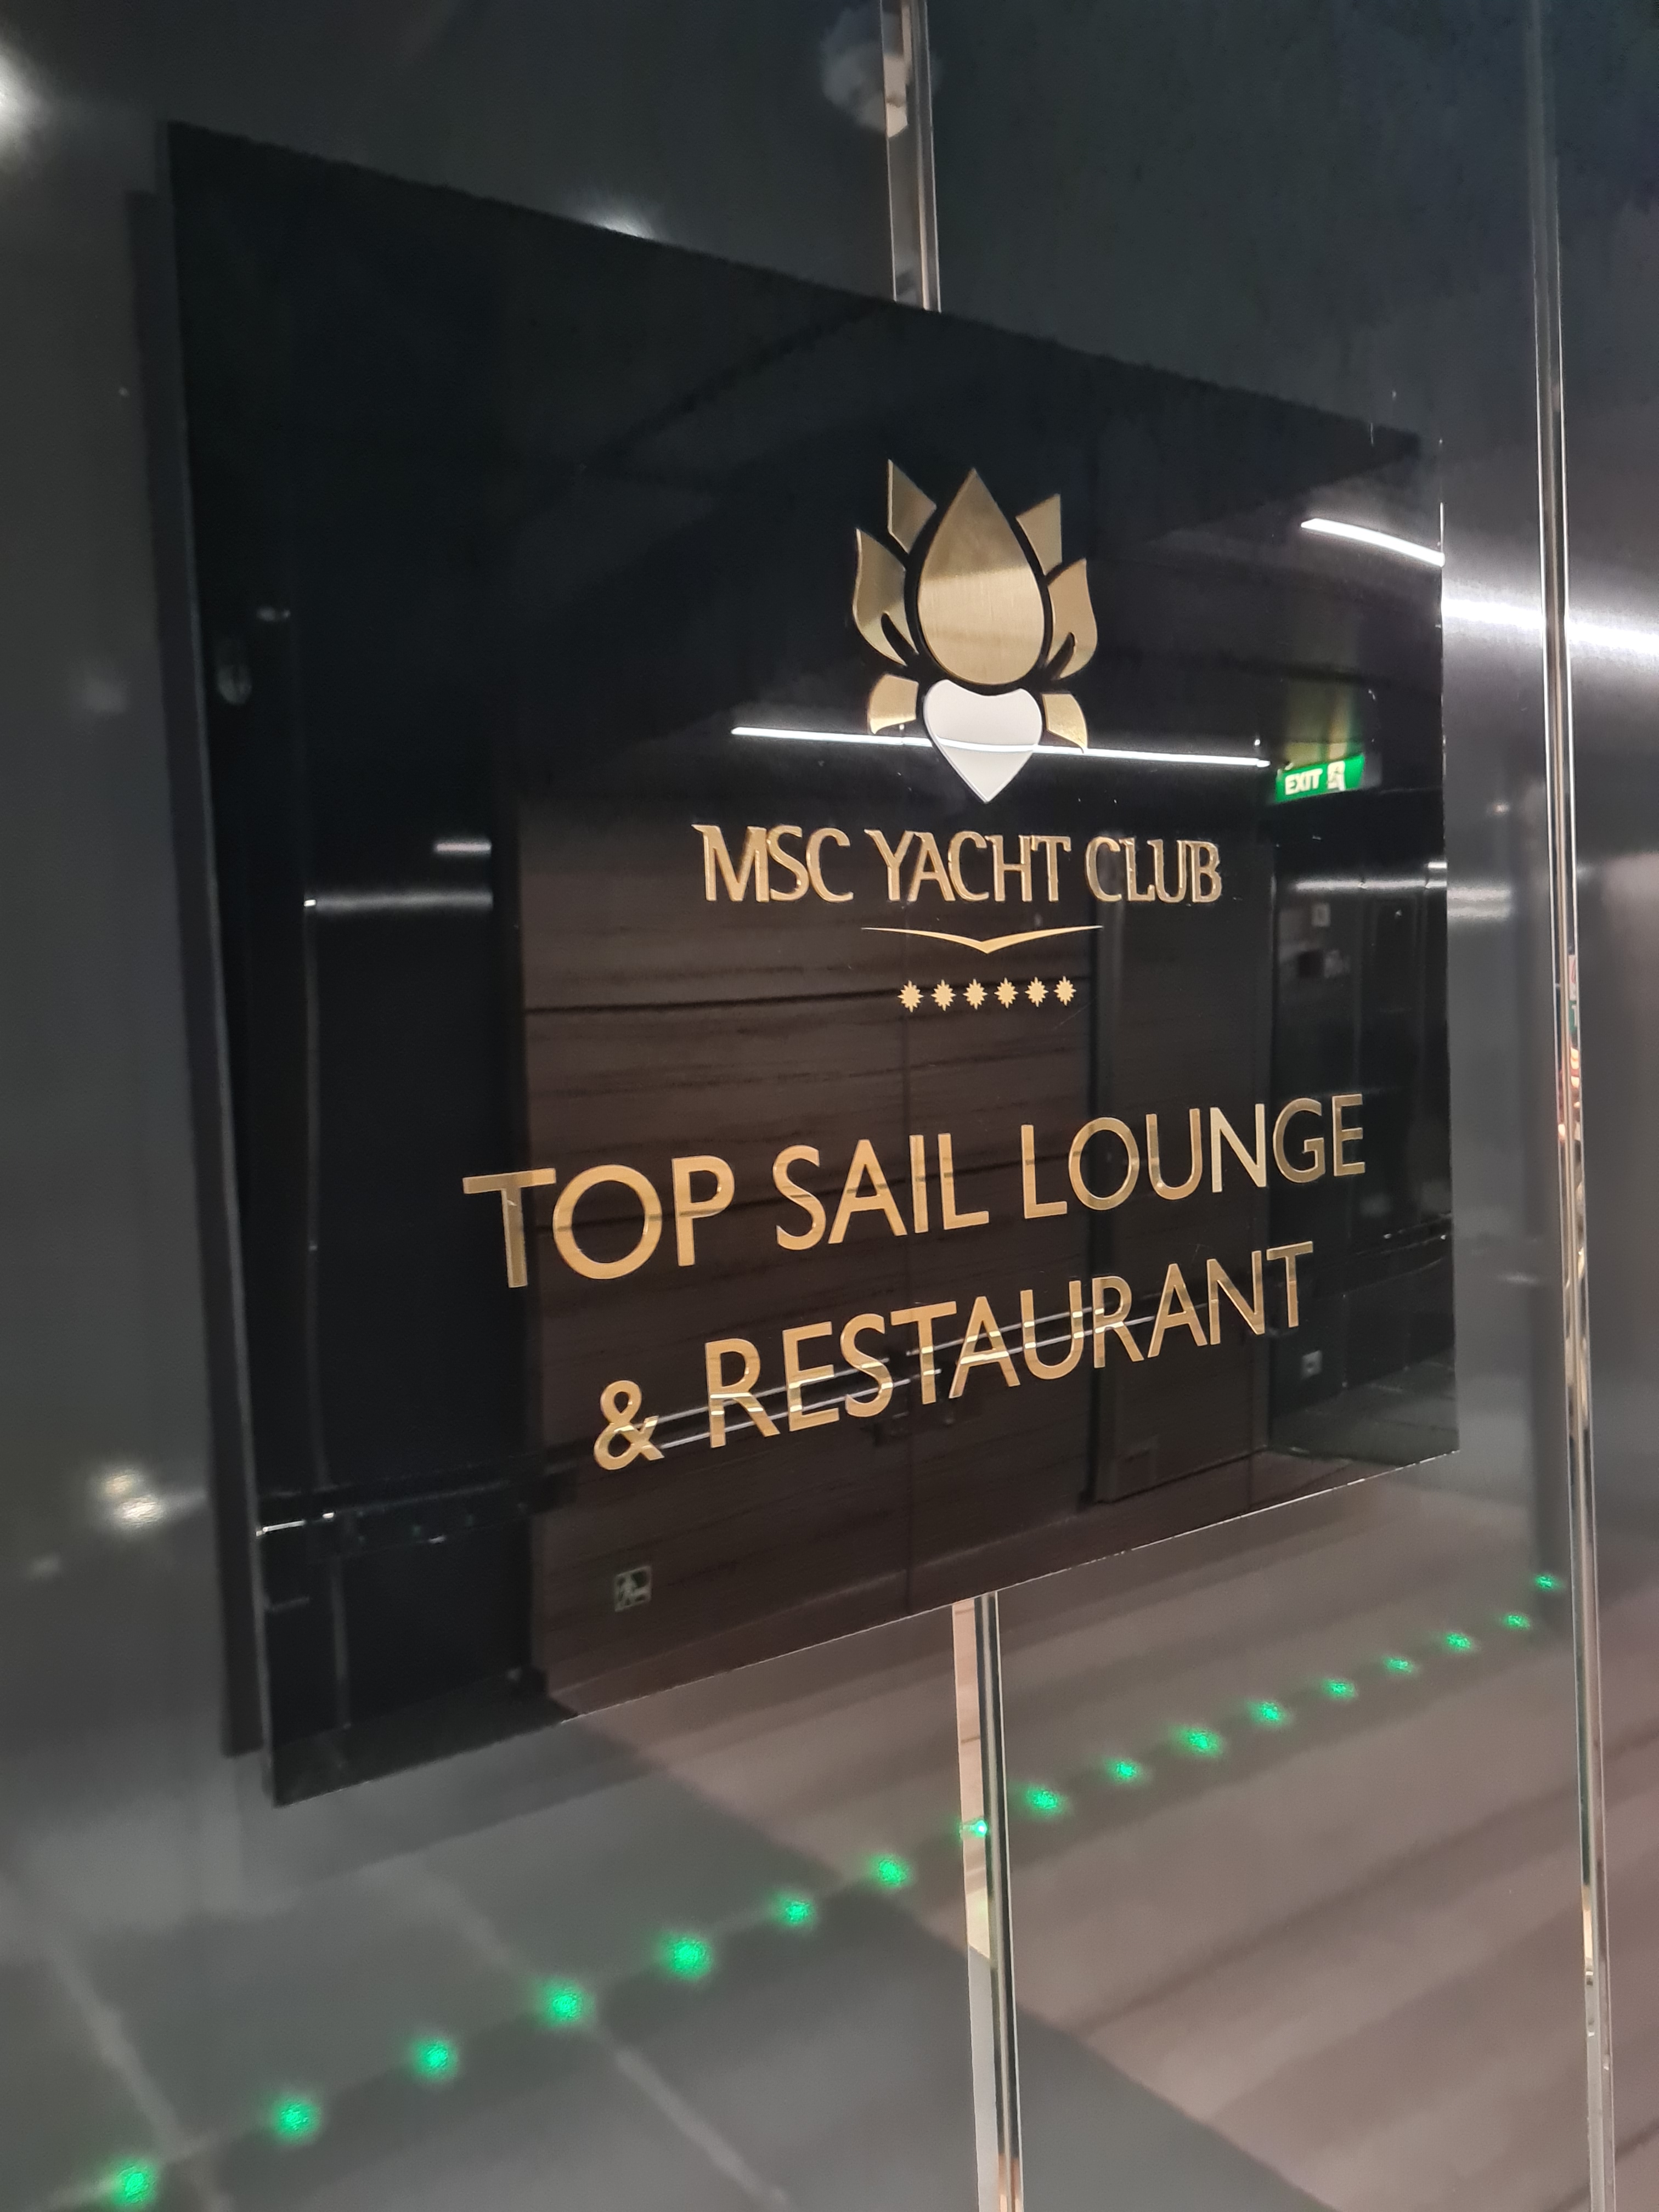 MSC YACHT CLUB
TOP SAIL LOUNGE
& RESTAURANT
EXIT